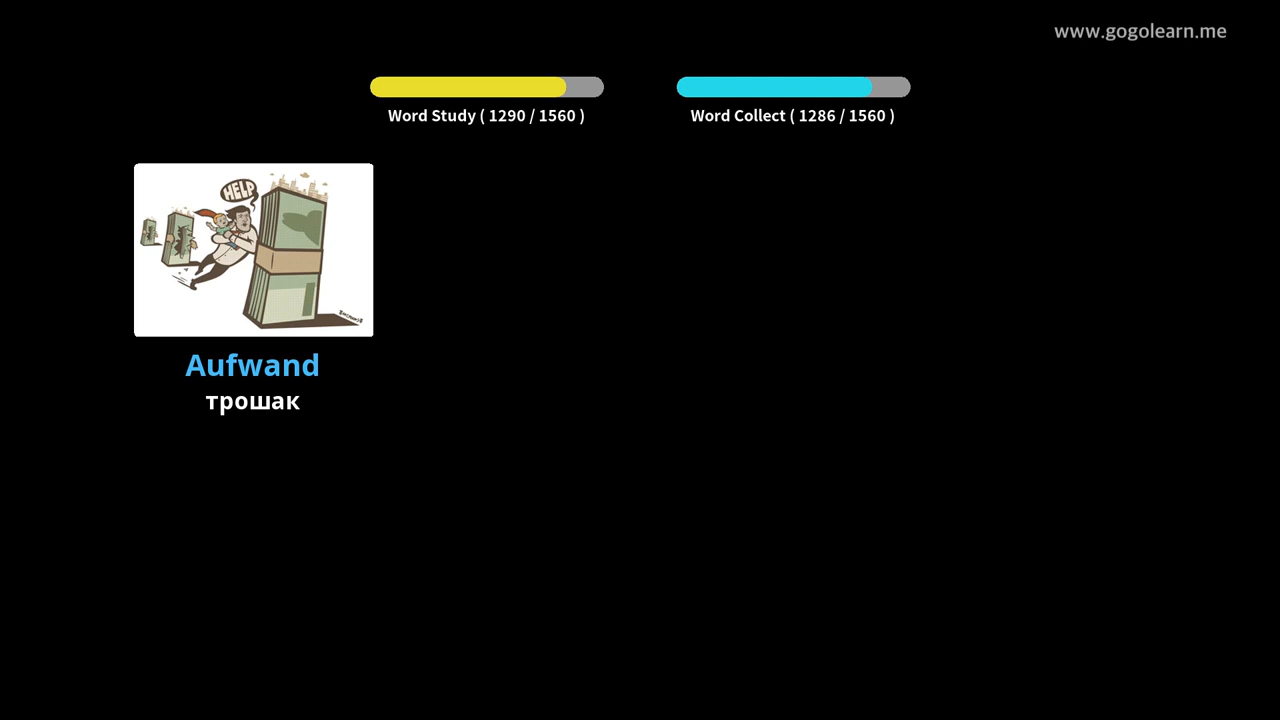 www.gogolearn.me
Word Study ( 1290 / 1560 )
Word Collect ( 1286 / 1560 )
HELP
Aufwand
трошак